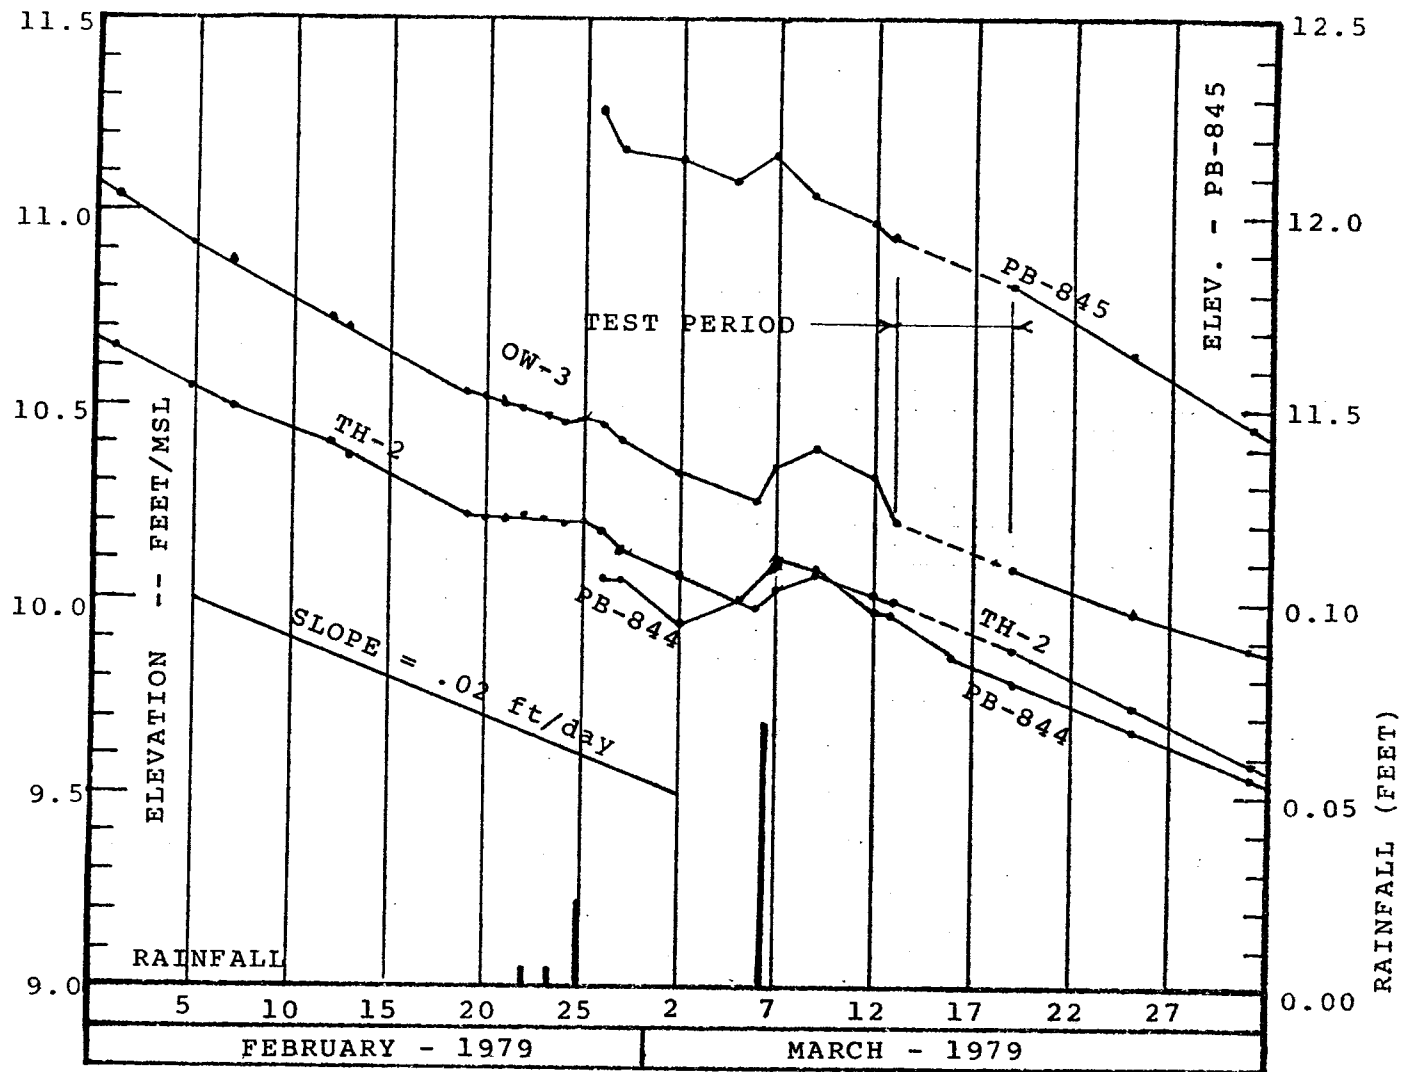 11.5
12.5
ELEV. - PB-845
11.0
12.0
PB-845
TEST PERIOD
OW-3
10.5
11.5
TH-2
ELEVATION -- FEET/MSL
10.0
0.10
PB-844
TH-2
SLOPE = .02 ft/day
PB-844
9.5
0.05
RAINFALL (FEET)
RAINFALL
9.0
0.00
5 10 15 20 25 2 7 12 17 22 27
FEBRUARY - 1979 MARCH - 1979